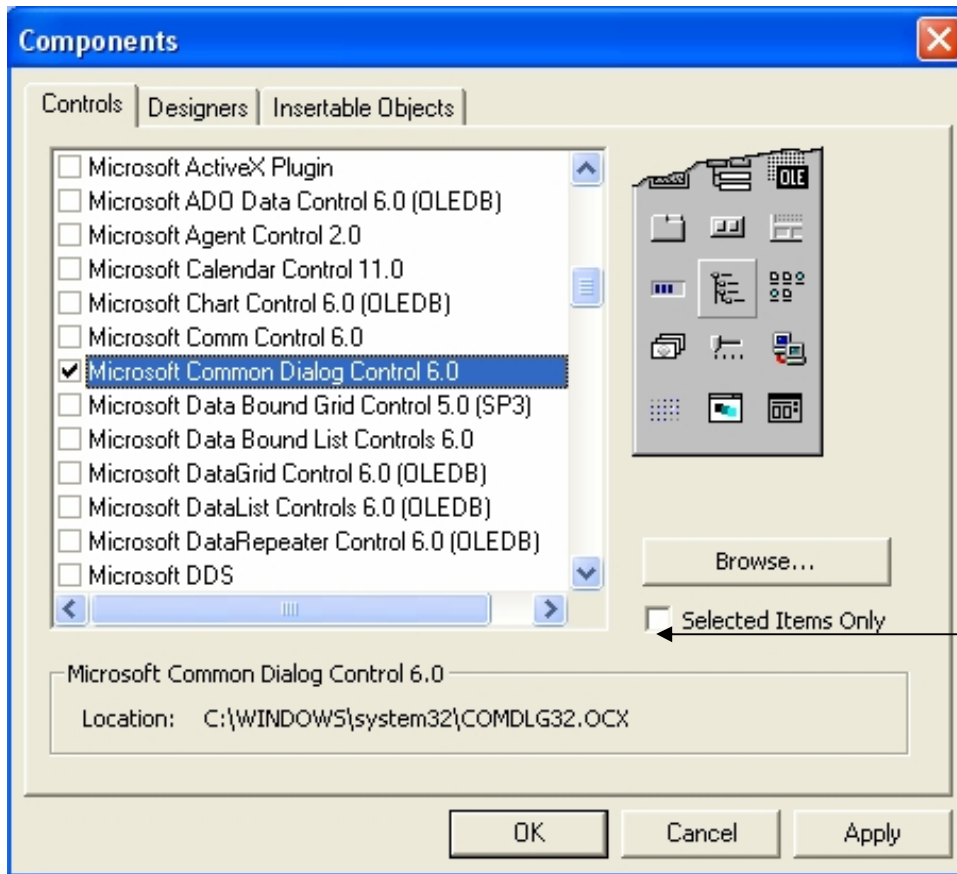 Components
Controls Designers Insertable Objects
Microsoft ActiveX Plugin
Microsoft ADO Data Control 6.0 (OLEDB)
Microsoft Agent Control 2.0
Microsoft Calendar Control 11.0
Microsoft Chart Control 6.0 (OLEDB)
Microsoft Comm Control 6.0
Microsoft Common Dialog Control 6.0
Microsoft Data Bound Grid Control 5.0 (SP3)
Microsoft Data Bound List Controls 6.0
Microsoft DataGrid Control 6.0 (OLEDB)
Microsoft DataList Controls 6.0 (OLEDB)
Microsoft DataRepeater Control 6.0 (OLEDB)
Microsoft DDS
OLE
Browse...
Selected Items Only
Microsoft Common Dialog Control 6.0
Location: C:\WINDOWS\system32\COMDLG32.OCX
OK Cancel Apply